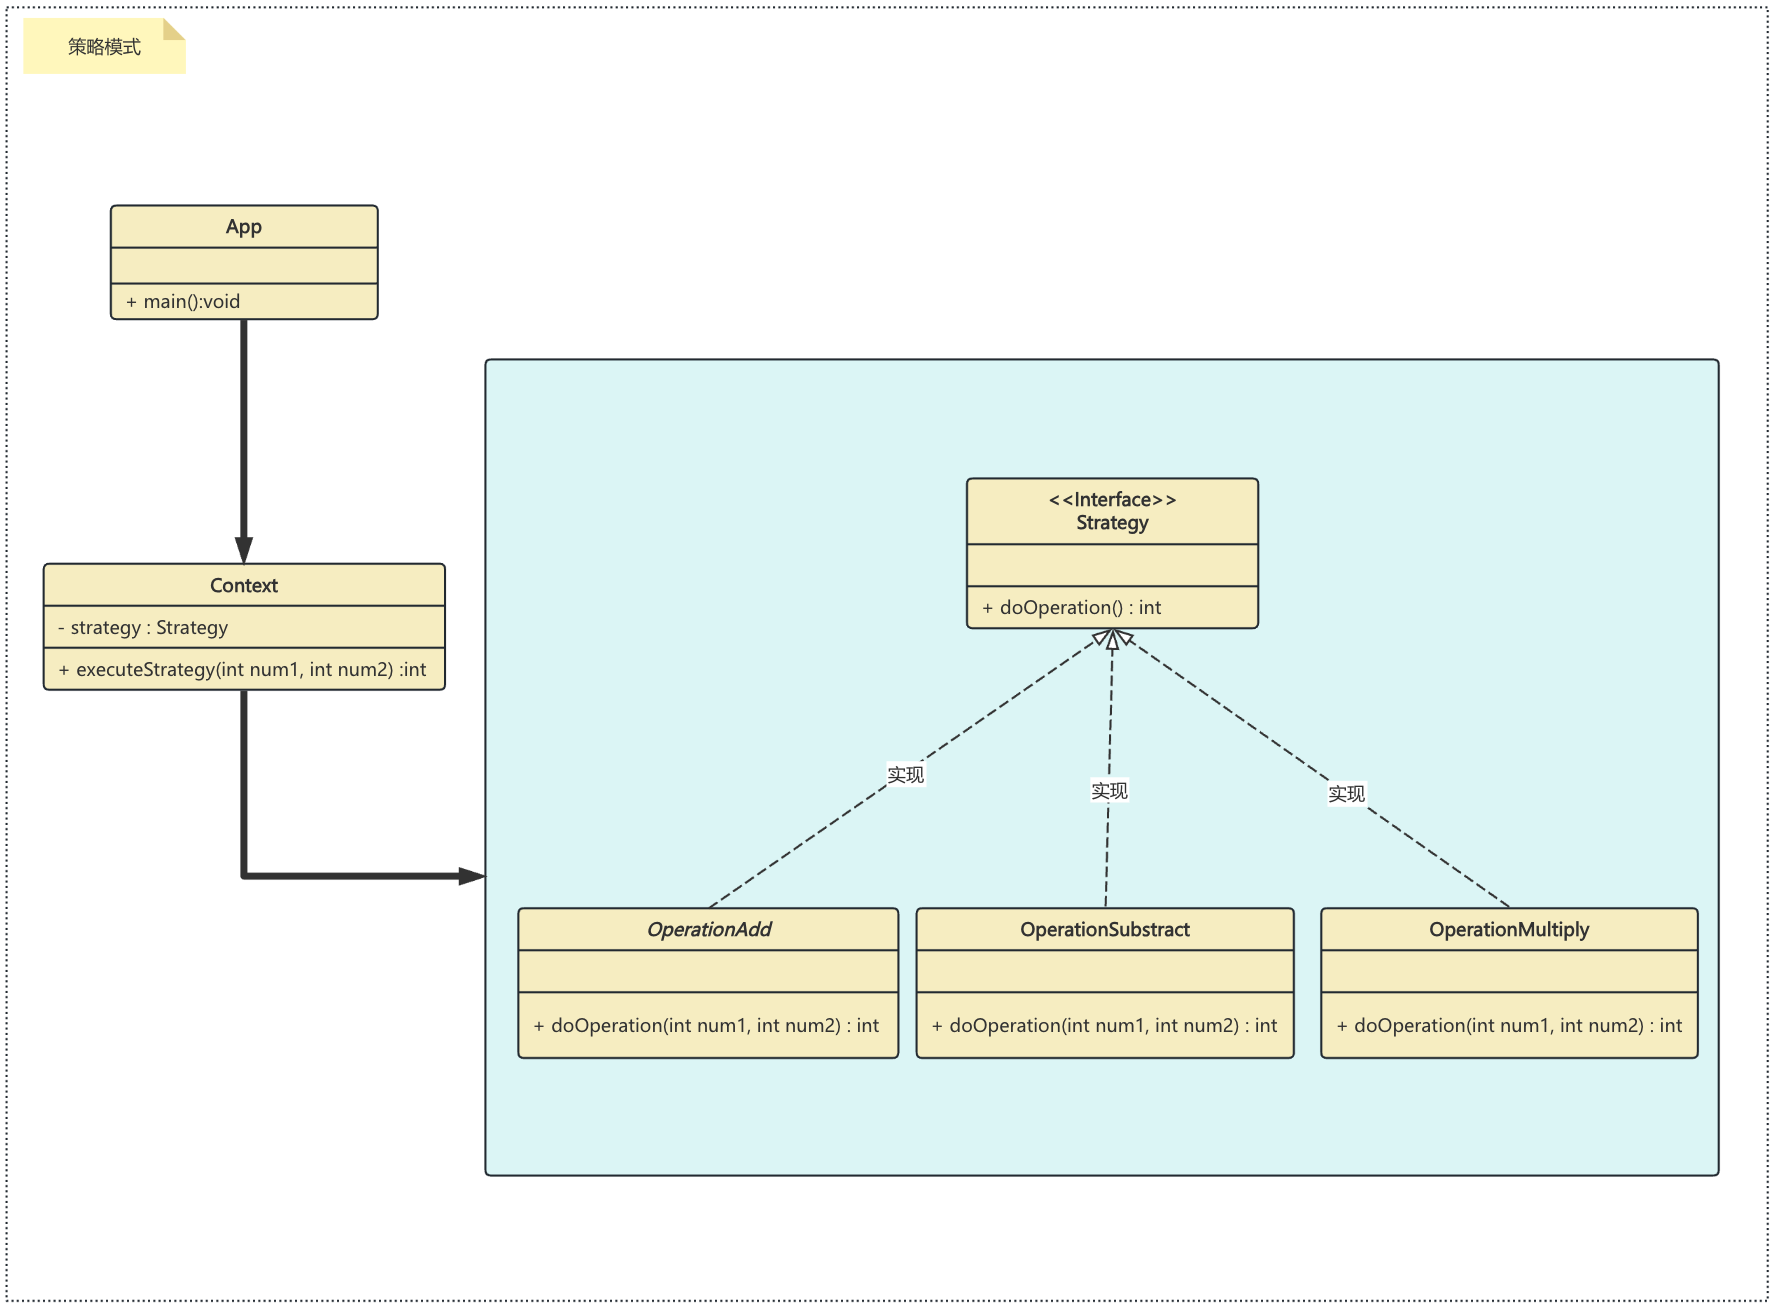 策略模式
App
+ main():void
Context
- strategy : Strategy
+ executeStrategy(int num1, int num2) :int
<<Interface>>
Strategy
+ doOperation() : int
实现
实现
实现
OperationAdd
+ doOperation(int num1, int num2) : int
OperationSubstract
+ doOperation(int num1, int num2) : int
OperationMultiply
+ doOperation(int num1, int num2) : int